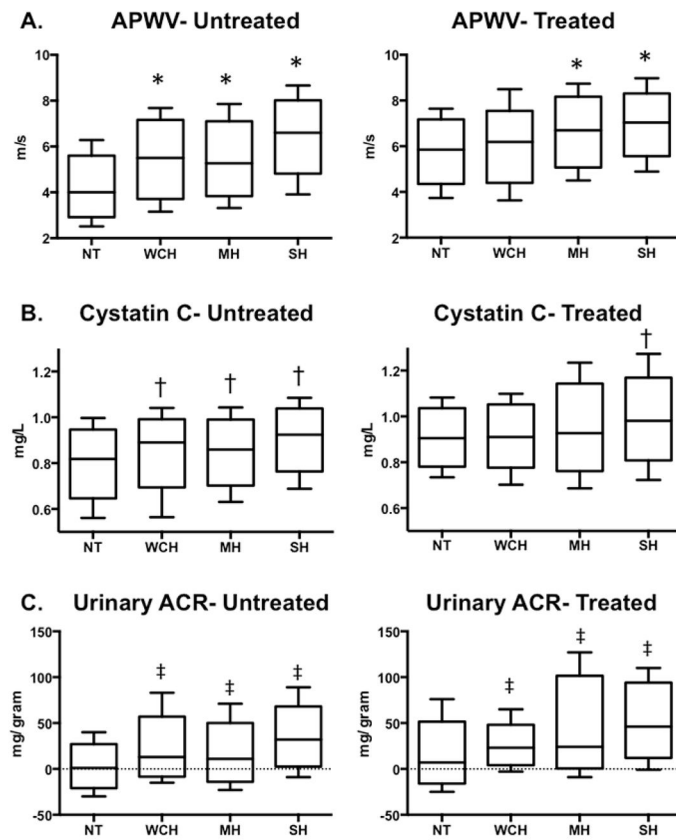 A. APWV- Untreated
APWV- Treated
m/s
8
6
4
2
* * *
NT WCH MH SH
m/s
10
8
6
4
2
* *
NT WCH MH SH
B. Cystatin C- Untreated
Cystatin C- Treated
mg/L
1.2
1.0
0.8
0.6
† † †
NT WCH MH SH
mg/L
1.2
1.0
0.8
0.6
†
NT WCH MH SH
C. Urinary ACR- Untreated
Urinary ACR- Treated
mg/ gram
150
100
50
0
-50
‡ ‡ ‡
NT WCH MH SH
mg/ gram
150
100
50
0
-50
‡ ‡ ‡
NT WCH MH SH